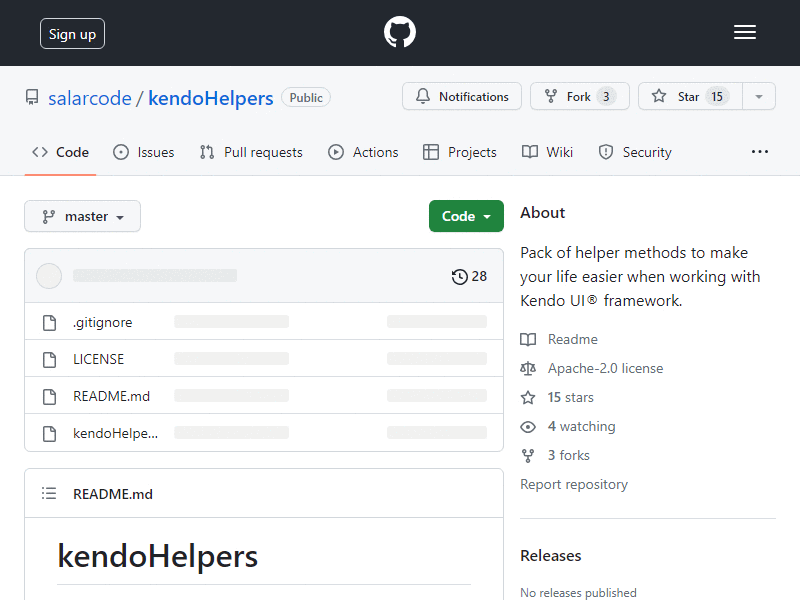 Sign up
salarcode / kendoHelpers Public
Notifications
Fork 3
Star 15
Code
Issues
Pull requests
Actions
Projects
Wiki
Security
master
Code
28
.gitignore
LICENSE
README.md
kendoHelpe...
README.md
kendoHelpers
About
Pack of helper methods to make
your life easier when working with
Kendo UI® framework.
Readme
Apache-2.0 license
15 stars
4 watching
3 forks
Report repository
Releases
No releases published